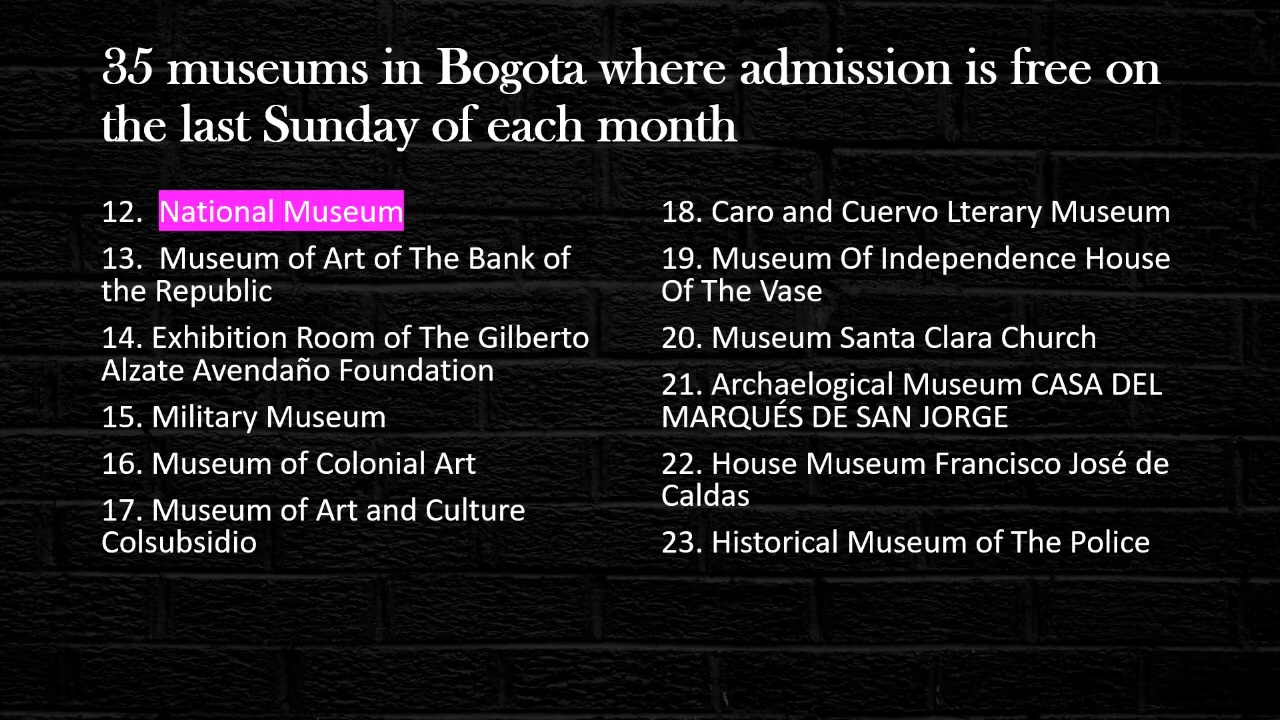 35 museums in Bogota where admission is free on
the last Sunday of each month
12. National Museum
13. Museum of Art of The Bank of
the Republic
14. Exhibition Room of The Gilberto
Alzate Avendaño Foundation
15. Military Museum
16. Museum of Colonial Art
17. Museum of Art and Culture
Colsubsidio
18. Caro and Cuervo Lterary Museum
19. Museum Of Independence House
Of The Vase
20. Museum Santa Clara Church
21. Archaelogical Museum CASA DEL
MARQUÉS DE SAN JORGE
22. House Museum Francisco José de
Caldas
23. Historical Museum of The Police